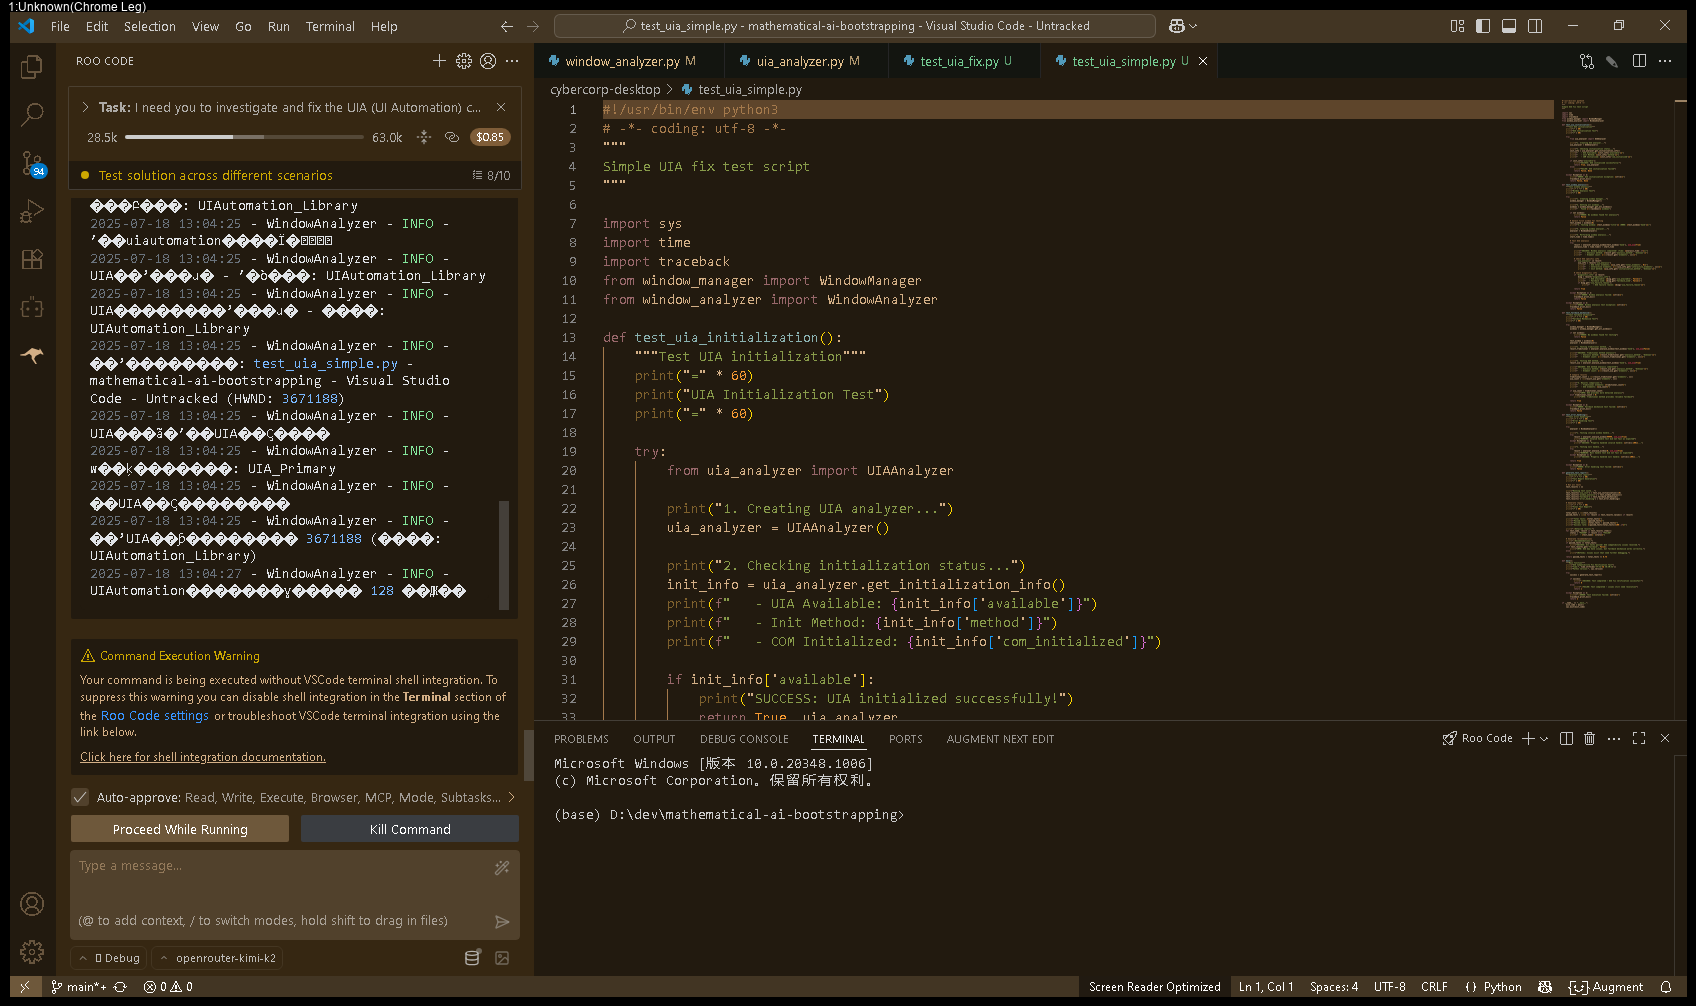 1:Unknown(Chrome Leg)
File Edit Selection View Go Run Terminal Help
test_uia_simple.py - mathematical-ai-bootstrapping - Visual Studio Code - Untracked
ROO CODE
Task: I need you to investigate and fix the UIA (UI Automation) c...
28.5k 63.0k $0.85
Test solution across different scenarios 8/10
94
UIAutomation_Library
2025-07-18 13:04:25 - WindowAnalyzer - INFO -
uiautomation
2025-07-18 13:04:25 - WindowAnalyzer - INFO -
UIA - : UIAutomation_Library
2025-07-18 13:04:25 - WindowAnalyzer - INFO -
UIA - :
UIAutomation_Library
2025-07-18 13:04:25 - WindowAnalyzer - INFO -
: test_uia_simple.py -
mathematical-ai-bootstrapping - Visual Studio
Code - Untracked (HWND: 3671188)
2025-07-18 13:04:25 - WindowAnalyzer - INFO -
UIA UIA
2025-07-18 13:04:25 - WindowAnalyzer - INFO -
: UIA_Primary
2025-07-18 13:04:25 - WindowAnalyzer - INFO -
UIA
2025-07-18 13:04:25 - WindowAnalyzer - INFO -
UIA 3671188 ( :
UIAutomation_Library)
2025-07-18 13:04:27 - WindowAnalyzer - INFO -
UIAutomation 128
Command Execution Warning
Your command is being executed without VSCode terminal shell integration. To
suppress this warning you can disable shell integration in the Terminal section of
the Roo Code settings or troubleshoot VSCode terminal integration using the
link below.
Click here for shell integration documentation.
Auto-approve: Read, Write, Execute, Browser, MCP, Mode, Subtasks...
Proceed While Running Kill Command
Type a message...
(@ to add context, / to switch modes, hold shift to drag in files)
Debug openrouter-kimi-k2
window_analyzer.py M uia_analyzer.py M test_uia_fix.py U test_uia_simple.py U
cybercorp-desktop > test_uia_simple.py
1 #!/usr/bin/env python3
2 # -*- coding: utf-8 -*-
3 """
4 Simple UIA fix test script
5 """
6
7 import sys
8 import time
9 import traceback
10 from window_manager import WindowManager
11 from window_analyzer import WindowAnalyzer
12
13 def test_uia_initialization():
14 """Test UIA initialization"""
15 print("=" * 60)
16 print("UIA Initialization Test")
17 print("=" * 60)
18
19 try:
20 from uia_analyzer import UIAAnalyzer
21
22 print("1. Creating UIA analyzer...")
23 uia_analyzer = UIAAnalyzer()
24
25 print("2. Checking initialization status...")
26 init_info = uia_analyzer.get_initialization_info()
27 print(f" - UIA Available: {init_info['available']}")
28 print(f" - Init Method: {init_info['method']}")
29 print(f" - COM Initialized: {init_info['com_initialized']}")
30
31 if init_info['available']:
32 print("SUCCESS: UIA initialized successfully!")
33 return True, uia_analyzer
PROBLEMS OUTPUT DEBUG CONSOLE TERMINAL PORTS AUGMENT NEXT EDIT
Roo Code
Microsoft Windows [版本 10.0.20348.1006]
(c) Microsoft Corporation。保留所有权利。
(base) D:\dev\mathematical-ai-bootstrapping>
main*+ 0 0
Screen Reader Optimized Ln 1, Col 1 Spaces: 4 UTF-8 CRLF {} Python Augment